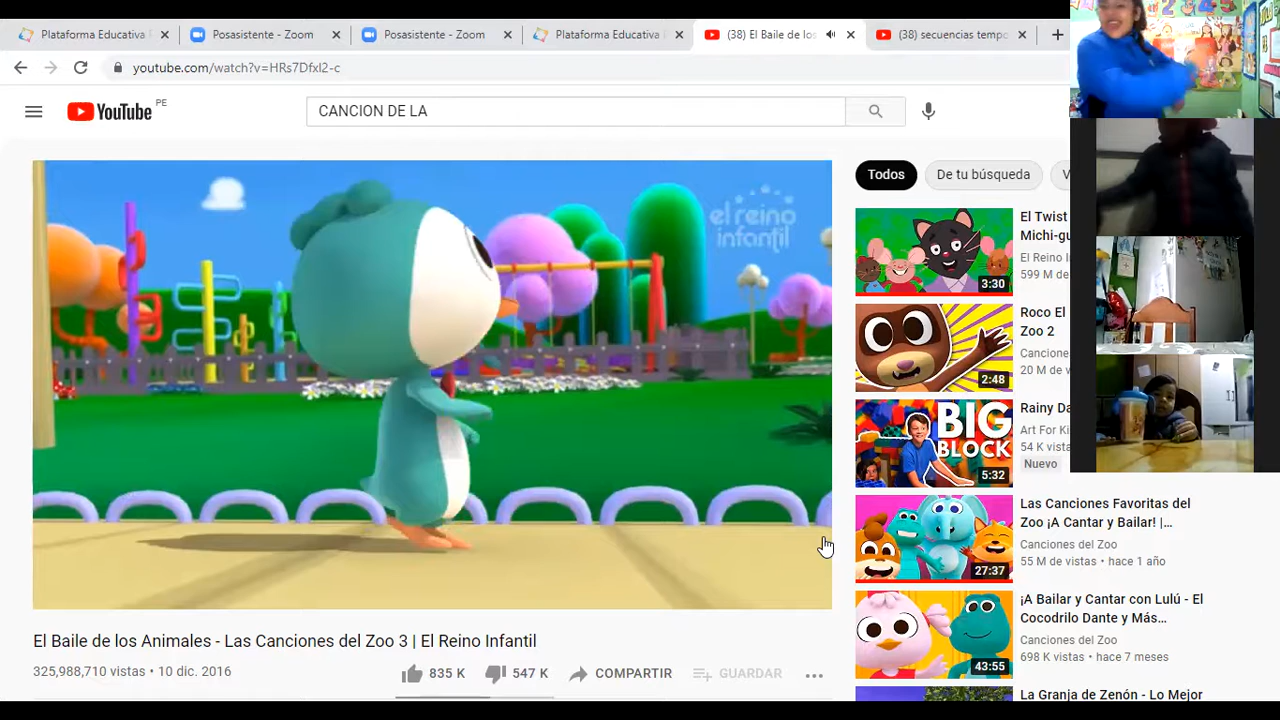 Plataforma Educativa
Posasistente - Zoom
Posasistente - Zo
Plataforma Educativa
(38) El Baile de los
(38) secuencias tempo
youtube.com/watch?v=HRs7Dfxl2-c
YouTube PE
CANCION DE LA
el reino
infantil
Todos
De tu búsqueda
V
El Twist
Michi-gu
El Reino I
599 M de
3:30
Roco El
Zoo 2
Cancione
20 M de
2:48
Rainy Da
Art For Ki
54 K vista
Nuevo
BIG
BLOCK
5:32
Las Canciones Favoritas del
Zoo ¡A Cantar y Bailar! |...
Canciones del Zoo
55 M de vistas • hace 1 año
27:37
¡A Bailar y Cantar con Lulú - El
Cocodrilo Dante y Más...
Canciones del Zoo
698 K vistas • hace 7 meses
43:55
La Granja de Zenón - Lo Mejor
El Baile de los Animales - Las Canciones del Zoo 3 | El Reino Infantil
325,988,710 vistas • 10 dic. 2016
835 K
547 K
COMPARTIR
GUARDAR